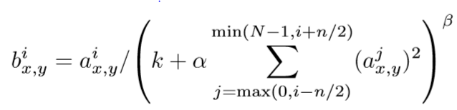 b^i_{x,y} = a^i_{x,y} / \left( k + \alpha \sum_{j=\max(0,i-n/2)}^{\min(N-1,i+n/2)} (a^j_{x,y})^2 \right)^\beta